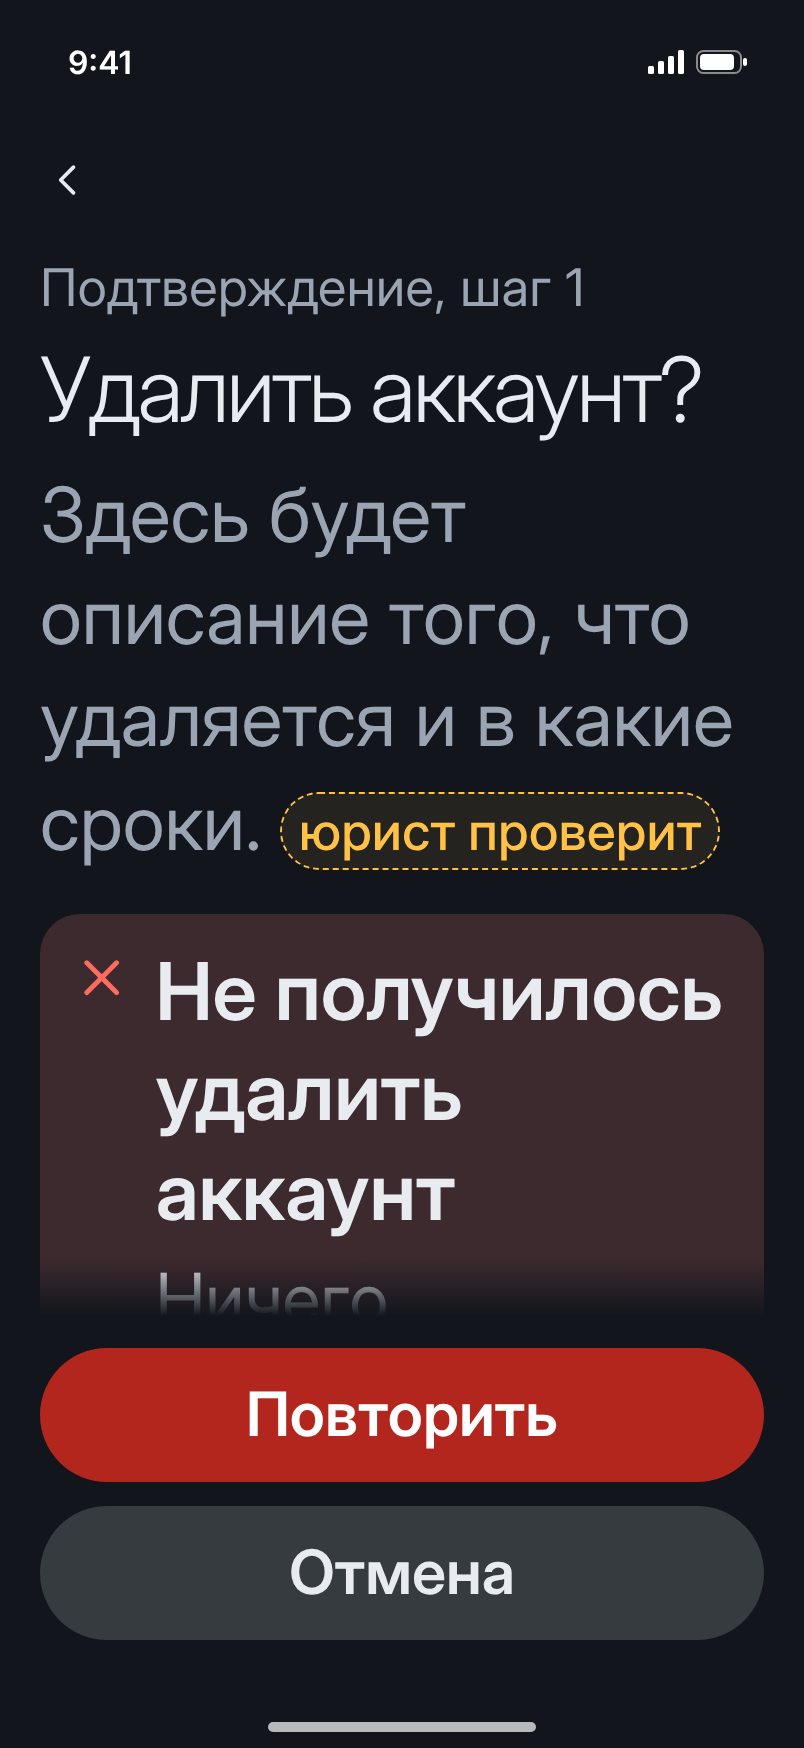 9:41
Подтверждение, шаг 1
Удалить аккаунт?
Здесь будет
описание того, что
удаляется и в какие
сроки. юрист проверит
Не получилось
удалить
аккаунт
Ничего
Повторить
Отмена